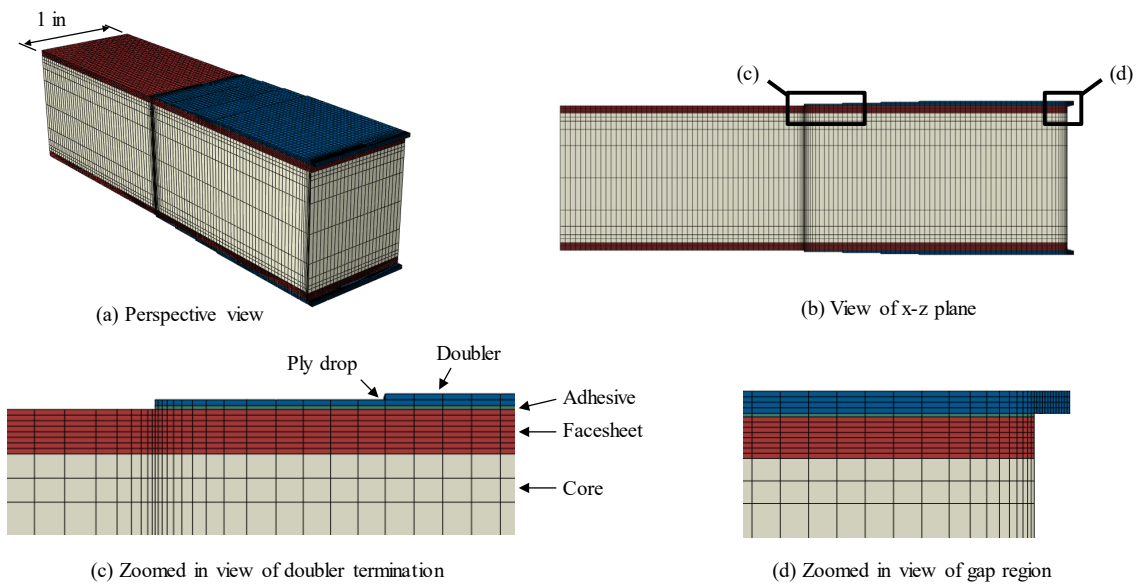 1 in
(c)
(d)
(a) Perspective view
(b) View of x-z plane
Ply drop
Doubler
Adhesive
Facesheet
Core
(c) Zoomed in view of doubler termination
(d) Zoomed in view of gap region